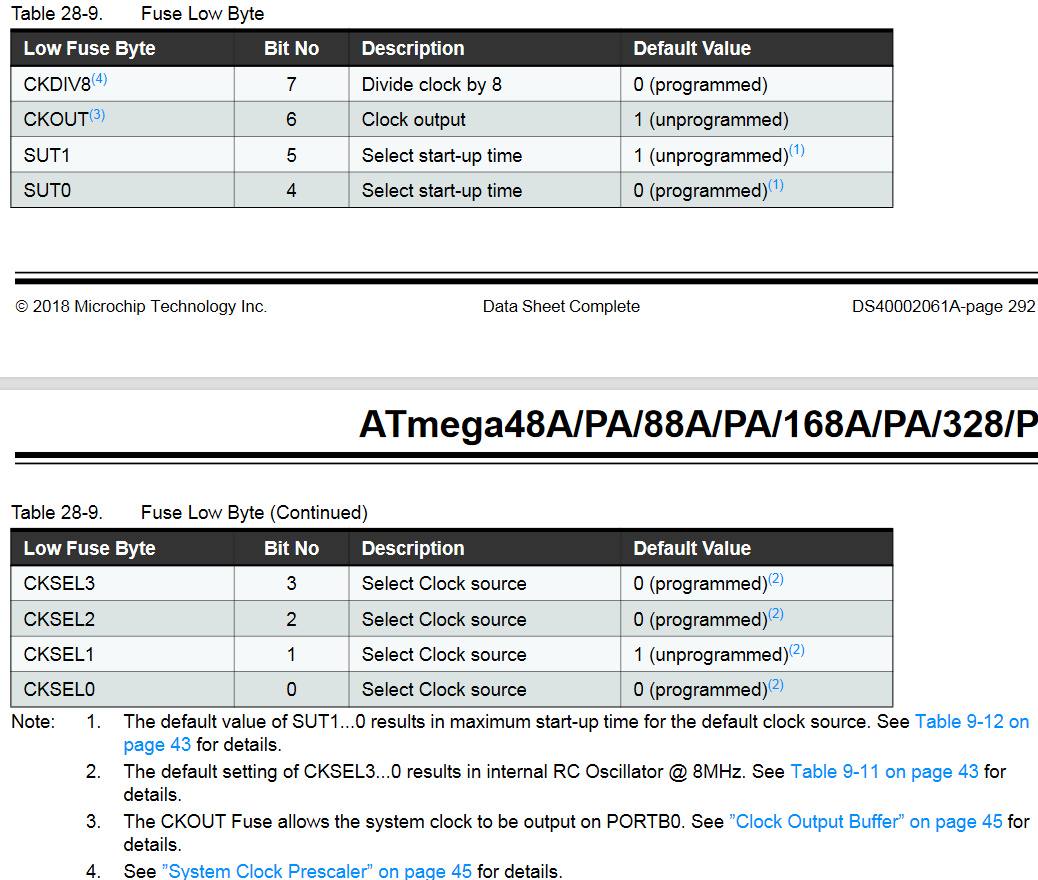 Table 28-9. Fuse Low Byte
Low Fuse Byte Bit No Description Default Value
CKDIV8(4) 7 Divide clock by 8 0 (programmed)
CKOUT(3) 6 Clock output 1 (unprogrammed)
SUT1 5 Select start-up time 1 (unprogrammed)(1)
SUT0 4 Select start-up time 0 (programmed)(1)
© 2018 Microchip Technology Inc. Data Sheet Complete DS40002061A-page 292
ATmega48A/PA/88A/PA/168A/PA/328/P
Table 28-9. Fuse Low Byte (Continued)
Low Fuse Byte Bit No Description Default Value
CKSEL3 3 Select Clock source 0 (programmed)(2)
CKSEL2 2 Select Clock source 0 (programmed)(2)
CKSEL1 1 Select Clock source 1 (unprogrammed)(2)
CKSEL0 0 Select Clock source 0 (programmed)(2)
Note: 1. The default value of SUT1...0 results in maximum start-up time for the default clock source. See Table 9-12 on
page 43 for details.
2. The default setting of CKSEL3...0 results in internal RC Oscillator @ 8MHz. See Table 9-11 on page 43 for
details.
3. The CKOUT Fuse allows the system clock to be output on PORTB0. See ”Clock Output Buffer” on page 45 for
details.
4. See ”System Clock Prescaler” on page 45 for details.